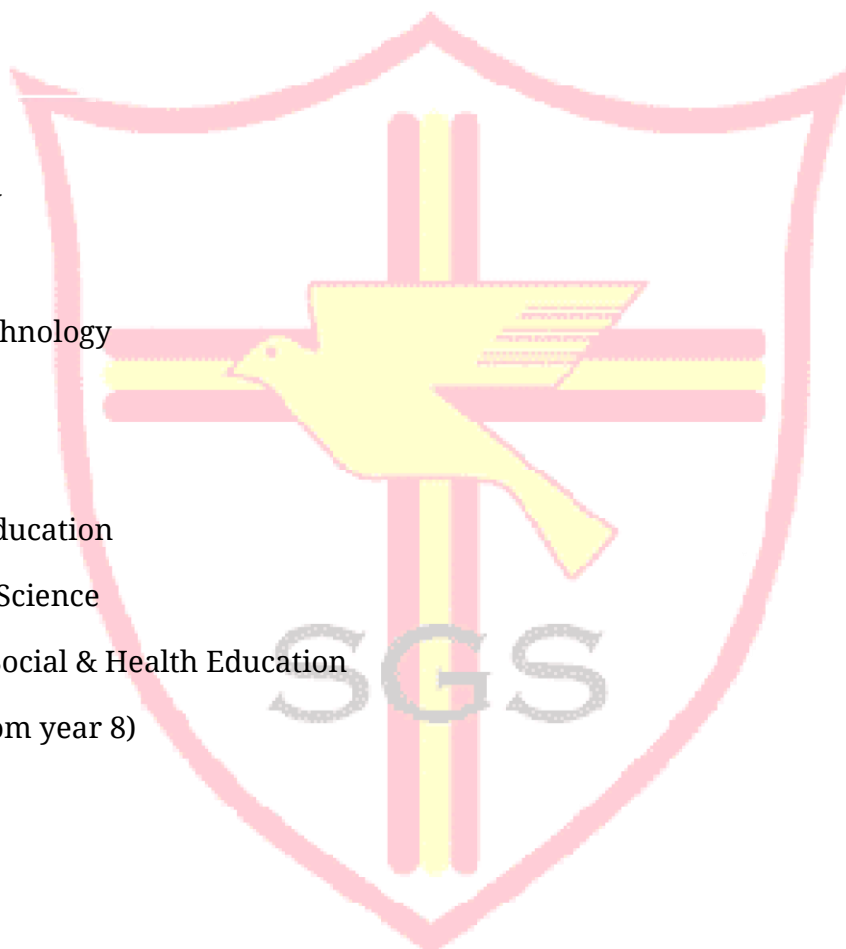 hnology
ducation
Science
ocial & Health Education
om year 8)
SGS